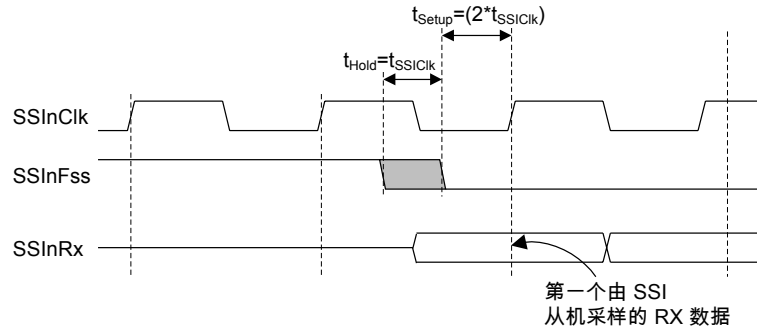 tSetup=(2*tSSIClk)
tHold=tSSIClk
SSInClk
SSInFss
SSInRx
第一个由 SSI
从机采样的 RX 数据